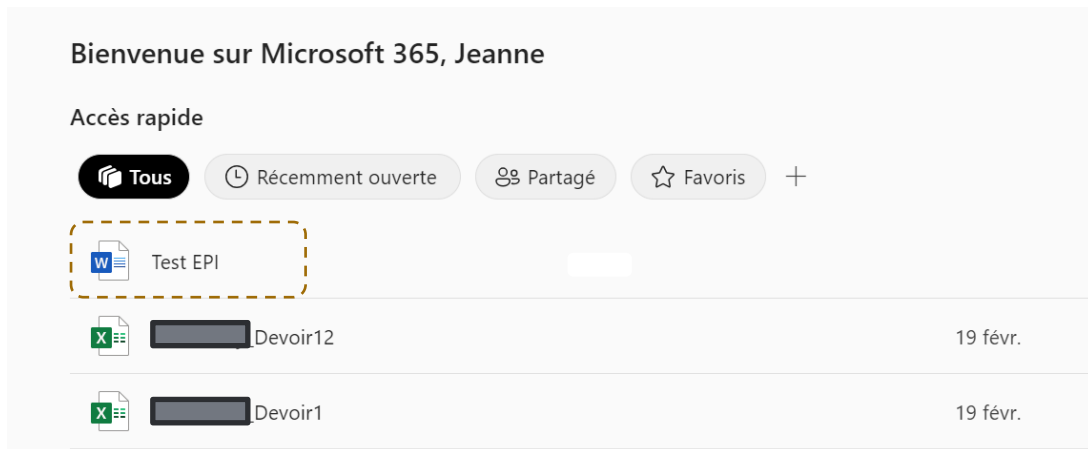 Bienvenue sur Microsoft 365, Jeanne
Accès rapide
Tous Récemment ouverte Partagé Favoris
W Test EPI
X _Devoir12 19 févr.
X _Devoir1 19 févr.